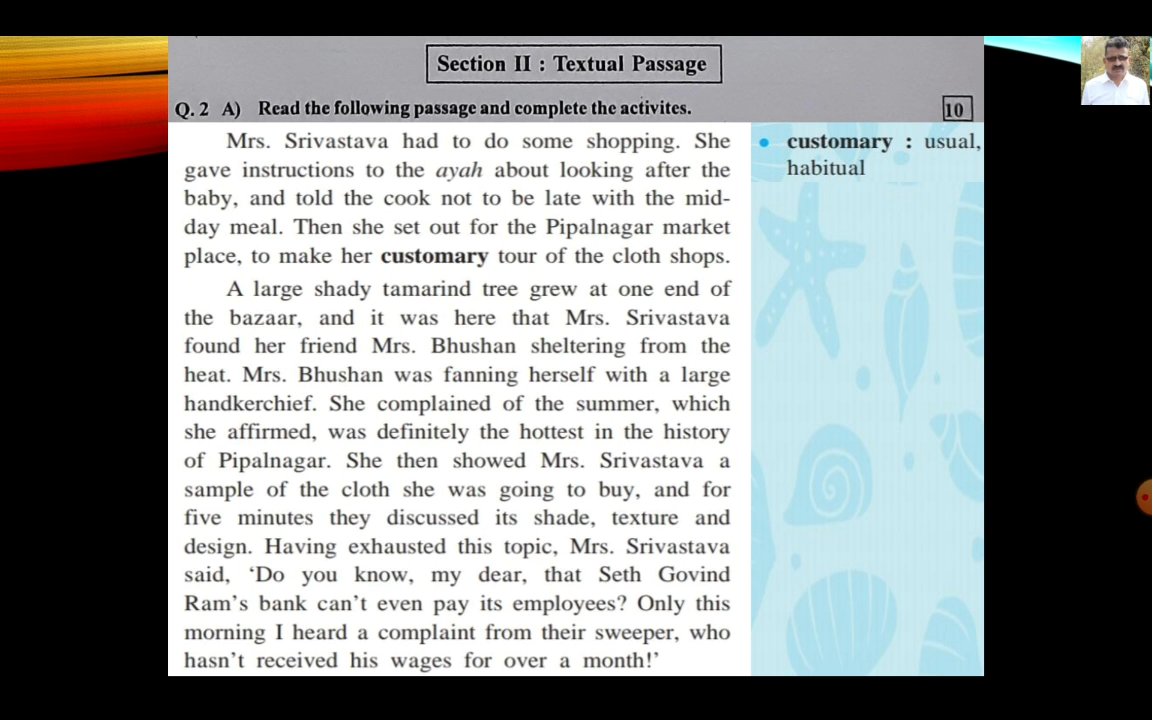 Section II : Textual Passage
Q. 2 A) Read the following passage and complete the activites.
10
Mrs. Srivastava had to do some shopping. She
gave instructions to the ayah about looking after the
baby, and told the cook not to be late with the mid-
day meal. Then she set out for the Pipalnagar market
place, to make her customary tour of the cloth shops.
A large shady tamarind tree grew at one end of
the bazaar, and it was here that Mrs. Srivastava
found her friend Mrs. Bhushan sheltering from the
heat. Mrs. Bhushan was fanning herself with a large
handkerchief. She complained of the summer, which
she affirmed, was definitely the hottest in the history
of Pipalnagar. She then showed Mrs. Srivastava a
sample of the cloth she was going to buy, and for
five minutes they discussed its shade, texture and
design. Having exhausted this topic, Mrs. Srivastava
said, ‘Do you know, my dear, that Seth Govind
Ram’s bank can’t even pay its employees? Only this
morning I heard a complaint from their sweeper, who
hasn’t received his wages for over a month!’
• customary : usual,
habitual